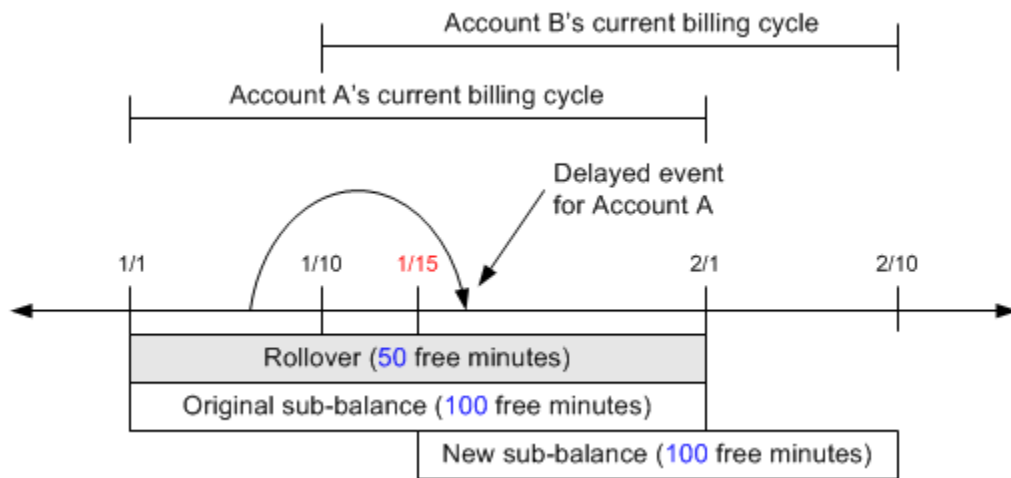 Account B's current billing cycle
Account A's current billing cycle
Delayed event
for Account A
1/1
1/10
1/15
2/1
2/10
Rollover (50 free minutes)
Original sub-balance (100 free minutes)
New sub-balance (100 free minutes)